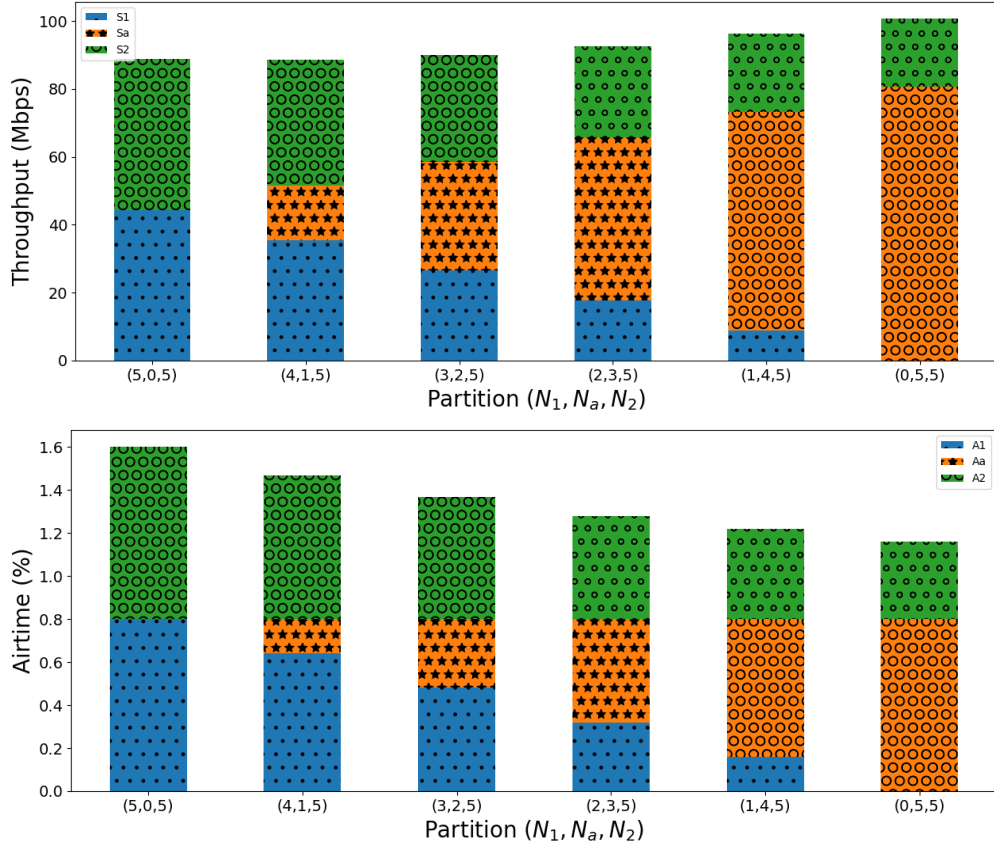 S1
Sa
S2
Throughput (Mbps)
100
80
60
40
20
0
(5,0,5) (4,1,5) (3,2,5) (2,3,5) (1,4,5) (0,5,5)
Partition (N₁, Nₐ, N₂)
A1
Aa
A2
Airtime (%)
1.6
1.4
1.2
1.0
0.8
0.6
0.4
0.2
0.0
(5,0,5) (4,1,5) (3,2,5) (2,3,5) (1,4,5) (0,5,5)
Partition (N₁, Nₐ, N₂)